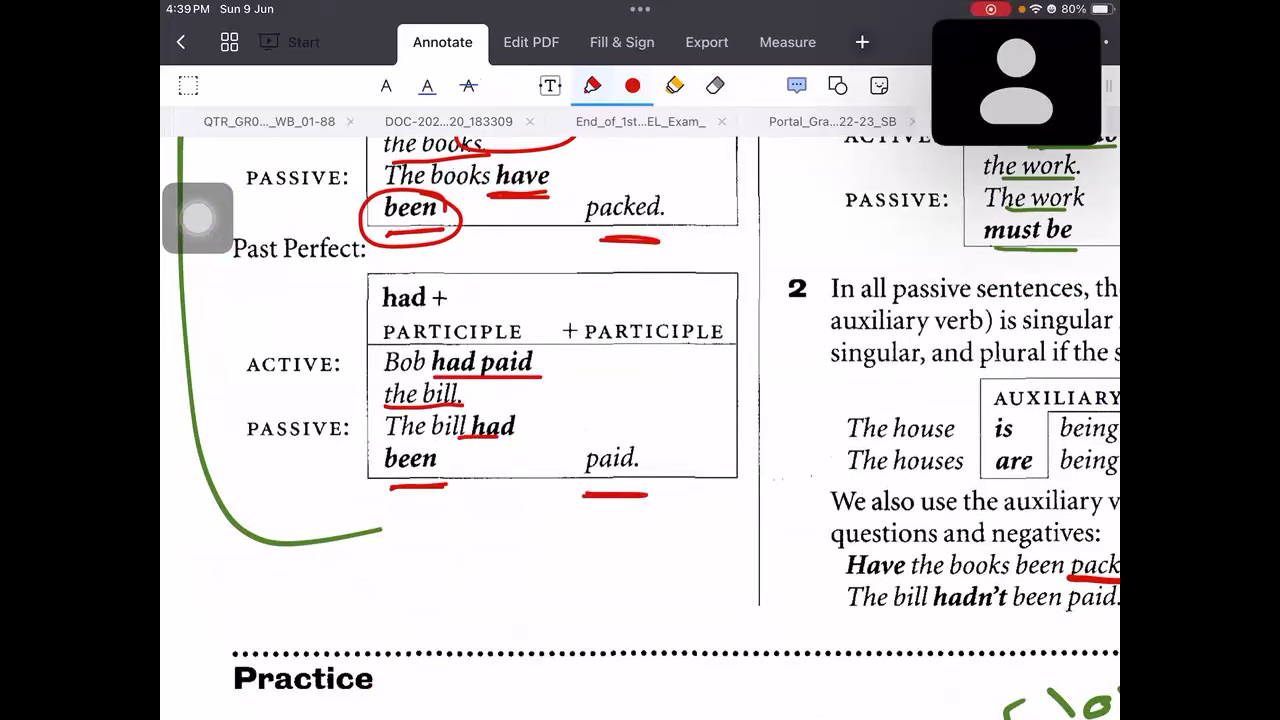 4:39 PM Sun 9 Jun
80%
Start
Annotate
Edit PDF
Fill & Sign
Export
Measure
A A A T
QTR_GR0..._WB_01-88
DOC-202...20_183309
End_of_1st...EL_Exam_
Portal_Gra...22-23_SB
the books.
PASSIVE: The books have
been packed.
Past Perfect:
had +
PARTICIPLE + PARTICIPLE
ACTIVE: Bob had paid
the bill.
PASSIVE: The bill had
been paid.
Practice
ACTIVE:
the work.
PASSIVE: The work
must be
2 In all passive sentences, th
auxiliary verb) is singular
singular, and plural if the s
AUXILIARY
The house is being
The houses are being
We also use the auxiliary v
questions and negatives:
Have the books been pack
The bill hadn't been paid.